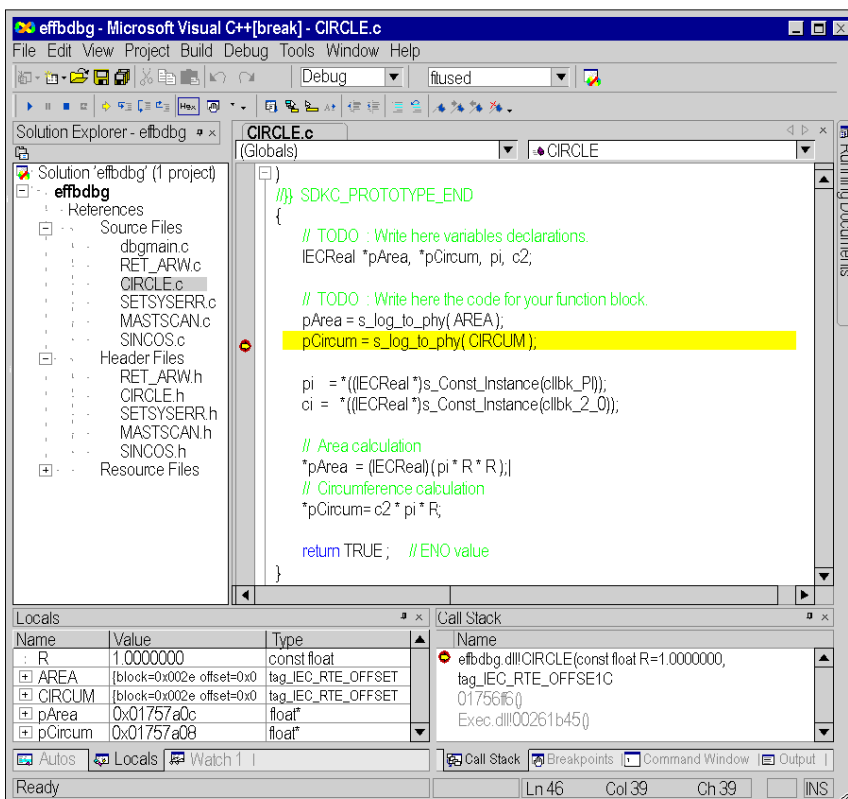 effbdbg - Microsoft Visual C++[break] - CIRCLE.c
File Edit View Project Build Debug Tools Window Help
Debug fitused
Hex
Solution Explorer - efbdbg
Solution 'efbdbg' (1 project)
effbdbg
References
Source Files
dbgmain.c
RET_ARW.c
CIRCLE.c
SETSYSERR.c
MASTSCAN.c
SINCOS.c
Header Files
RET_ARW.h
CIRCLE.h
SETSYSERR.h
MASTSCAN.h
SINCOS.h
Resource Files
CIRCLE.c
(Globals) CIRCLE
)
//}} SDKC_PROTOTYPE_END
{
// TODO : Write here variables declarations.
IECReal *pArea, *pCircum, pi, c2;
// TODO : Write here the code for your function block.
pArea = s_log_to_phy( AREA );
pCircum = s_log_to_phy( CIRCUM );
pi = *((IECReal *)s_Const_Instance(cllbk_PI));
ci = *((IECReal *)s_Const_Instance(cllbk_2_0));
// Area calculation
*pArea = (IECReal)( pi * R * R );
// Circumference calculation
*pCircum= c2 * pi * R;
return TRUE ; // ENO value
}
Running Documents
Locals
Name Value Type
R 1.0000000 const float
AREA {block=0x002e offset=0x0 tag_IEC_RTE_OFFSET
CIRCUM {block=0x002e offset=0x0 tag_IEC_RTE_OFFSET
pArea 0x01757a0c float*
pCircum 0x01757a08 float*
Autos Locals Watch 1
Call Stack
Name
efbdbg.dll!CIRCLE(const float R=1.0000000,
tag_IEC_RTE_OFFSE1C
01756ff6()
Exec.dll!00261b45()
Call Stack Breakpoints Command Window Output
Ready Ln 46 Col 39 Ch 39 INS